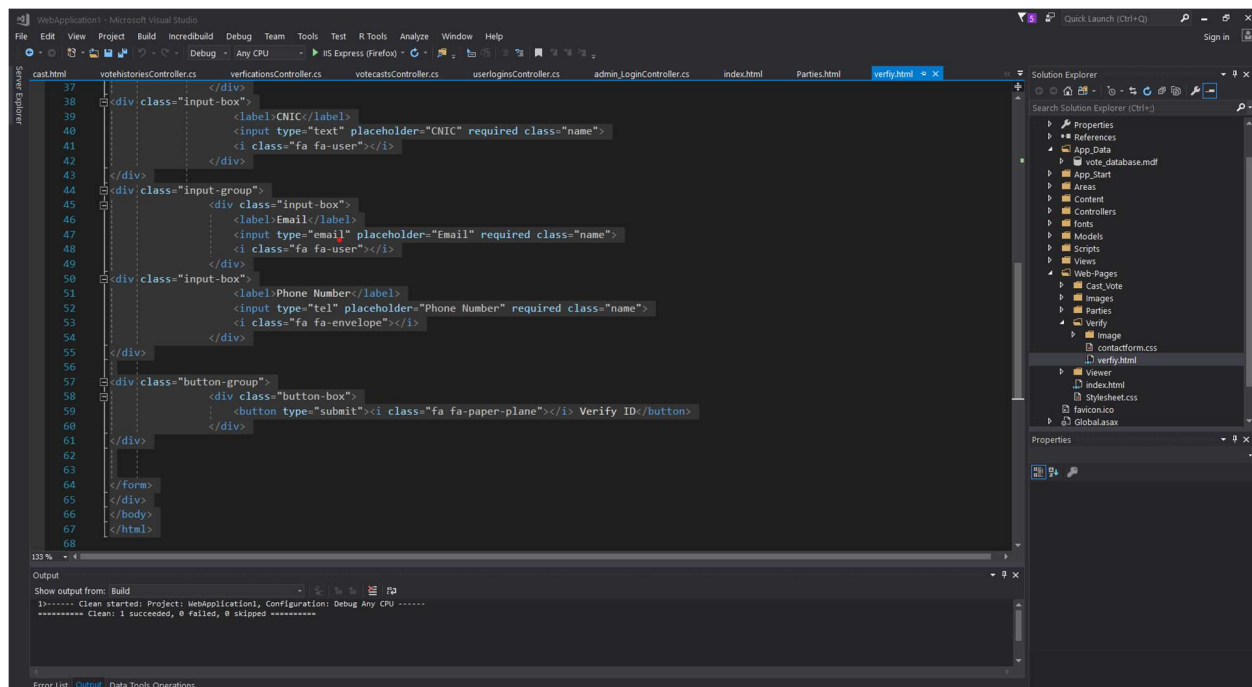 WebApplication1 - Microsoft Visual Studio
5
Quick Launch (Ctrl+Q)
File Edit View Project Build Incredibuild Debug Team Tools Test R Tools Analyze Window Help
Sign in
Debug Any CPU IIS Express (Firefox)
Server Explorer
cast.html votehistoriesController.cs verficationsController.cs votecastsController.cs userloginsController.cs admin_LoginController.cs index.html Parties.html verfiy.html
37 </div>
38 <div class="input-box">
39 <label>CNIC</label>
40 <input type="text" placeholder="CNIC" required class="name">
41 <i class="fa fa-user"></i>
42 </div>
43 </div>
44 <div class="input-group">
45 <div class="input-box">
46 <label>Email</label>
47 <input type="email" placeholder="Email" required class="name">
48 <i class="fa fa-user"></i>
49 </div>
50 <div class="input-box">
51 <label>Phone Number</label>
52 <input type="tel" placeholder="Phone Number" required class="name">
53 <i class="fa fa-envelope"></i>
54 </div>
55 </div>
56
57 <div class="button-group">
58 <div class="button-box">
59 <button type="submit"><i class="fa fa-paper-plane"></i> Verify ID</button>
60 </div>
61 </div>
62
63
64 </form>
65 </div>
66 </body>
67 </html>
68
133 %
Output
Show output from: Build
1>------ Clean started: Project: WebApplication1, Configuration: Debug Any CPU ------
========== Clean: 1 succeeded, 0 failed, 0 skipped ==========
Error List Output Data Tools Operations
Solution Explorer
Search Solution Explorer (Ctrl+;)
Properties
References
App_Data
vote_database.mdf
App_Start
Areas
Content
Controllers
fonts
Models
Scripts
Views
Web-Pages
Cast_Vote
Images
Parties
Verify
Image
contactform.css
verfiy.html
Viewer
index.html
Stylesheet.css
favicon.ico
Global.asax
Properties